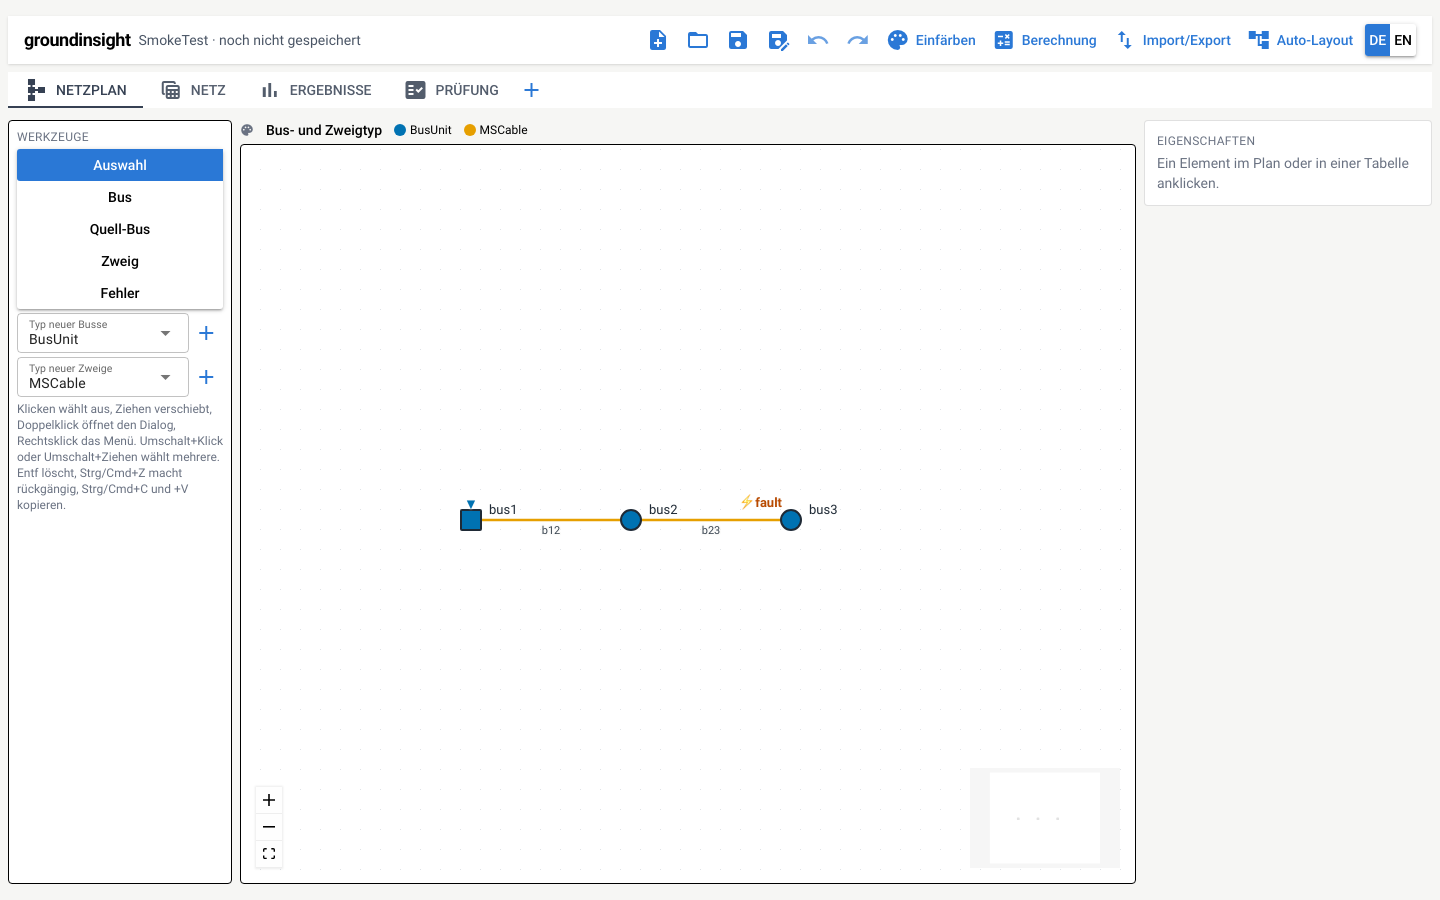 groundinsight SmokeTest · noch nicht gespeichert
Einfärben Berechnung Import/Export Auto-Layout DE EN
NETZPLAN NETZ ERGEBNISSE PRÜFUNG
WERKZEUGE
Auswahl
Bus
Quell-Bus
Zweig
Fehler
Typ neuer Busse
BusUnit
Typ neuer Zweige
MSCable
Klicken wählt aus, Ziehen verschiebt,
Doppelklick öffnet den Dialog,
Rechtsklick das Menü. Umschalt+Klick
oder Umschalt+Ziehen wählt mehrere.
Entf löscht, Strg/Cmd+Z macht
rückgängig, Strg/Cmd+C und +V
kopieren.
Bus- und Zweigtyp BusUnit MSCable
fault
bus1 bus2 bus3
b12 b23
EIGENSCHAFTEN
Ein Element im Plan oder in einer Tabelle
anklicken.